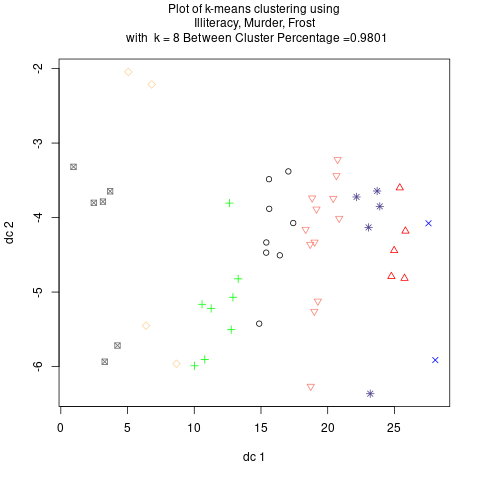 Plot of k-means clustering using
Illiteracy, Murder, Frost
with  k = 8 Between Cluster Percentage =0.9801
-2
-3
-4
-5
-6
dc 2
0 5 10 15 20 25
dc 1